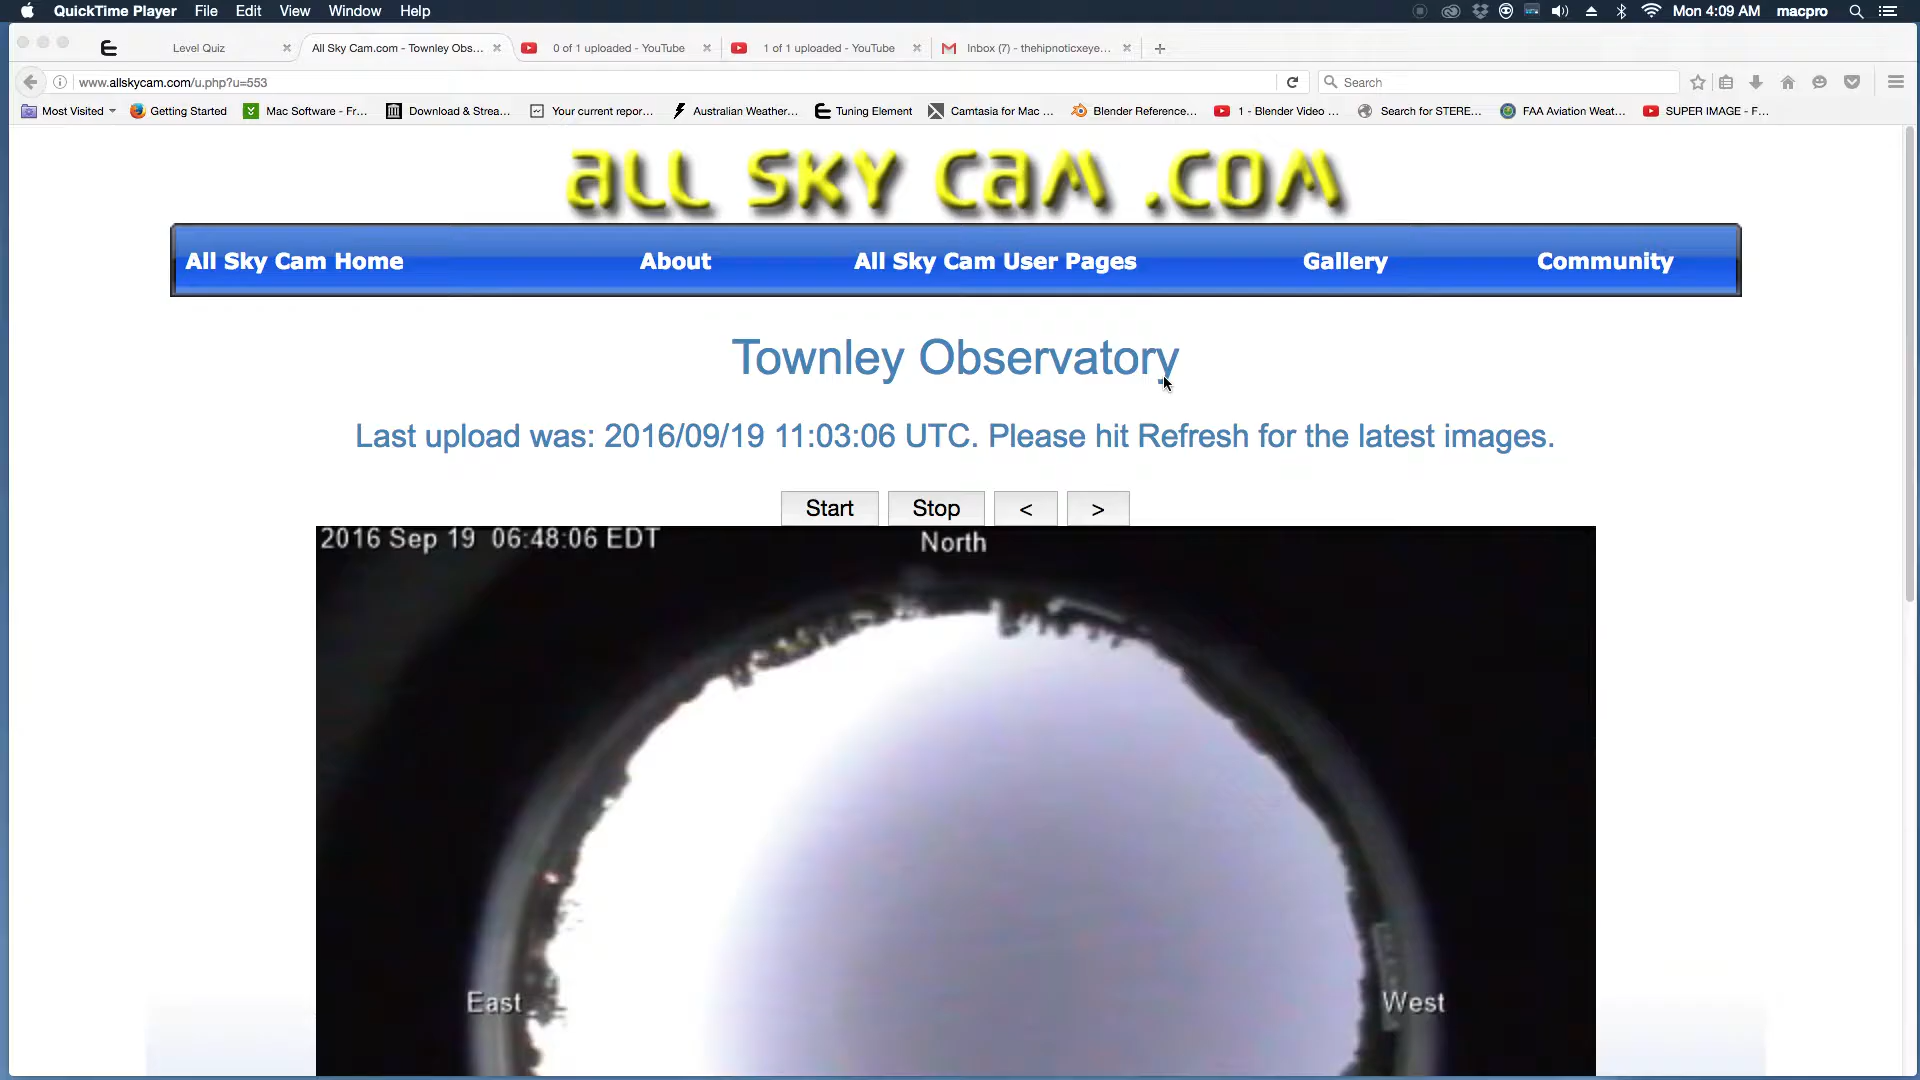 QuickTime Player File Edit View Window Help Mon 4:09 AM macpro
Level Quiz All Sky Cam.com - Townley Obs... 0 of 1 uploaded - YouTube 1 of 1 uploaded - YouTube Inbox (7) - thehipnoticxeye...
www.allskycam.com/u.php?u=553 Search
Most Visited Getting Started Mac Software - Fr... Download & Strea... Your current repor... Australian Weather... Tuning Element Camtasia for Mac ... Blender Reference... 1 - Blender Video ... Search for STERE... FAA Aviation Weat... SUPER IMAGE - F...
ALL SKY CAM .COM
All Sky Cam Home About All Sky Cam User Pages Gallery Community
Townley Observatory
Last upload was: 2016/09/19 11:03:06 UTC. Please hit Refresh for the latest images.
Start Stop < >
2016 Sep 19 06:48:06 EDT North
East West